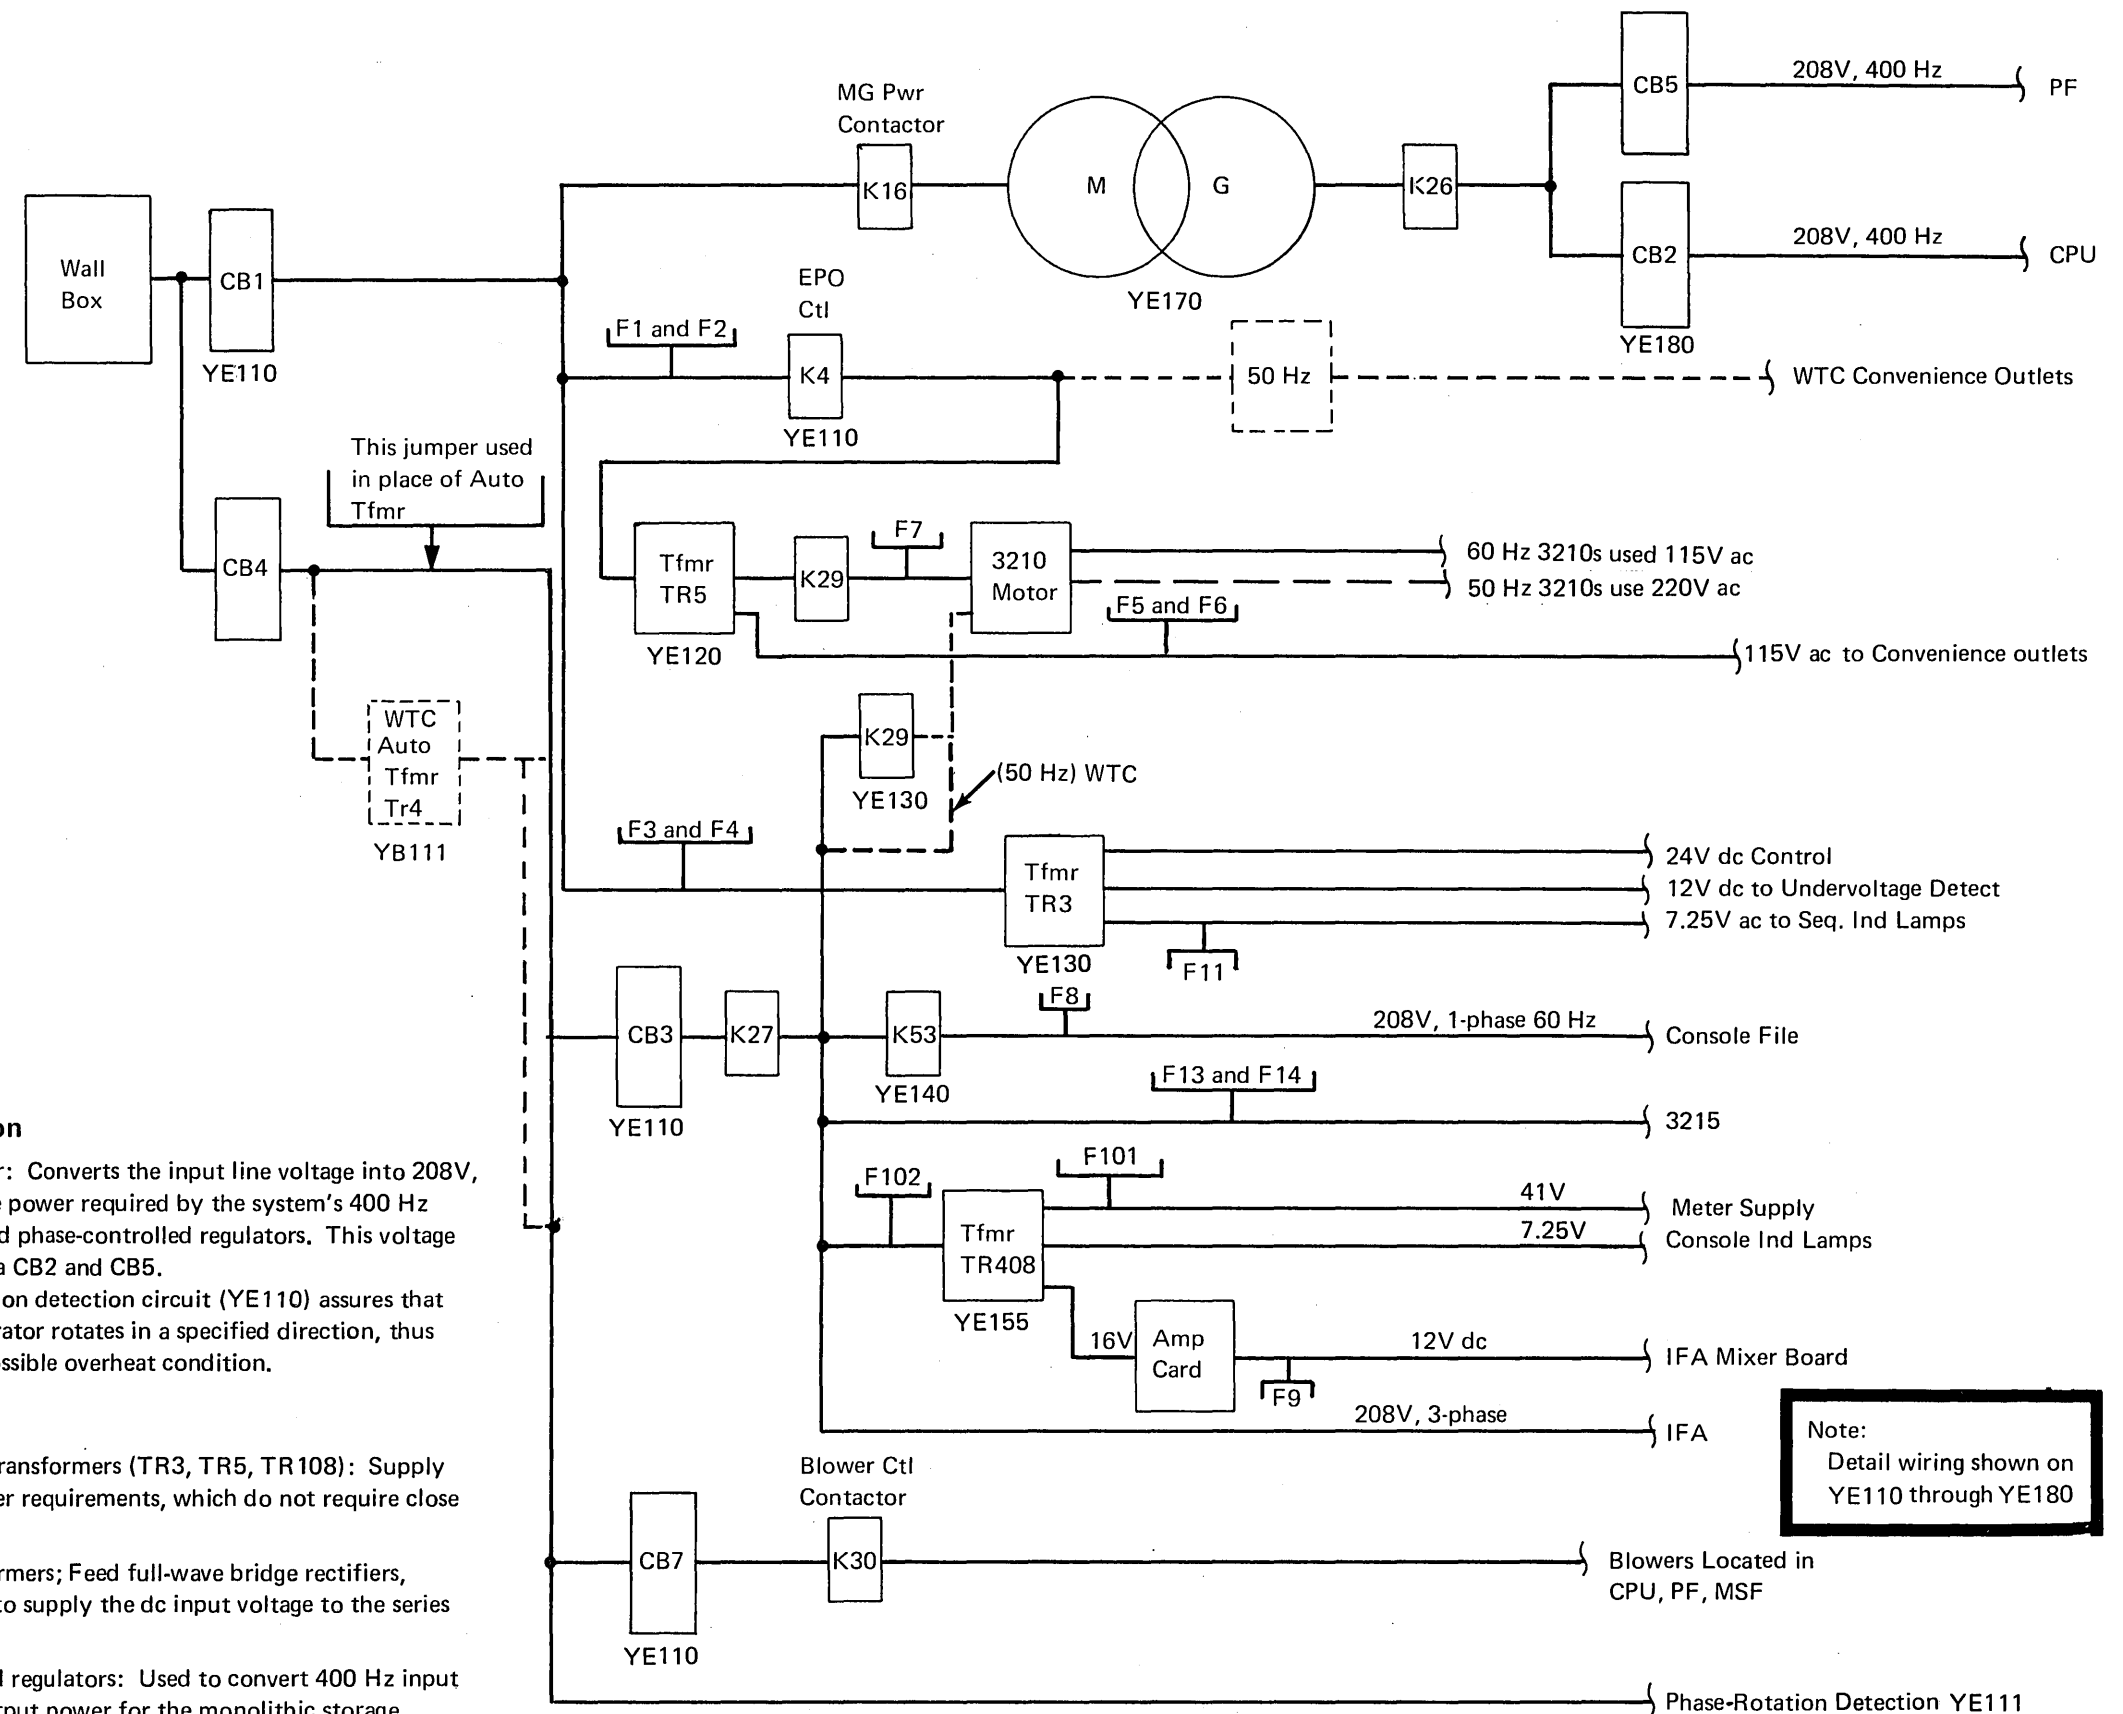 MG Pwr
Contactor
K16
M
G
YE170
K26
CB5
208V, 400 Hz
PF
CB2
208V, 400 Hz
CPU
YE180
Wall
Box
CB1
YE110
EPO
Ctl
F1 and F2
K4
YE110
50 Hz
WTC Convenience Outlets
This jumper used
in place of Auto
Tfmr
CB4
Tfmr
TR5
YE120
K29
F7
3210
Motor
60 Hz 3210s used 115V ac
50 Hz 3210s use 220V ac
F5 and F6
115V ac to Convenience outlets
WTC
Auto
Tfmr
Tr4
YB111
K29
YE130
(50 Hz) WTC
F3 and F4
Tfmr
TR3
YE130
24V dc Control
12V dc to Undervoltage Detect
7.25V ac to Seq. Ind Lamps
F11
CB3
YE110
K27
K53
YE140
F8
208V, 1-phase 60 Hz
Console File
F13 and F14
3215
F102
F101
Tfmr
TR408
YE155
41V
Meter Supply
7.25V
Console Ind Lamps
16V
Amp
Card
12V dc
F9
IFA Mixer Board
208V, 3-phase
IFA
Note:
Detail wiring shown on
YE110 through YE180
Blower Ctl
Contactor
CB7
YE110
K30
Blowers Located in
CPU, PF, MSF
Phase-Rotation Detection YE111
on
r: Converts the input line voltage into 208V,
e power required by the system's 400 Hz
d phase-controlled regulators. This voltage
a CB2 and CB5.
on detection circuit (YE110) assures that
rator rotates in a specified direction, thus
ssible overheat condition.
ransformers (TR3, TR5, TR108): Supply
er requirements, which do not require close
rmers; Feed full-wave bridge rectifiers,
to supply the dc input voltage to the series
l regulators: Used to convert 400 Hz input
tput power for the monolithic storage